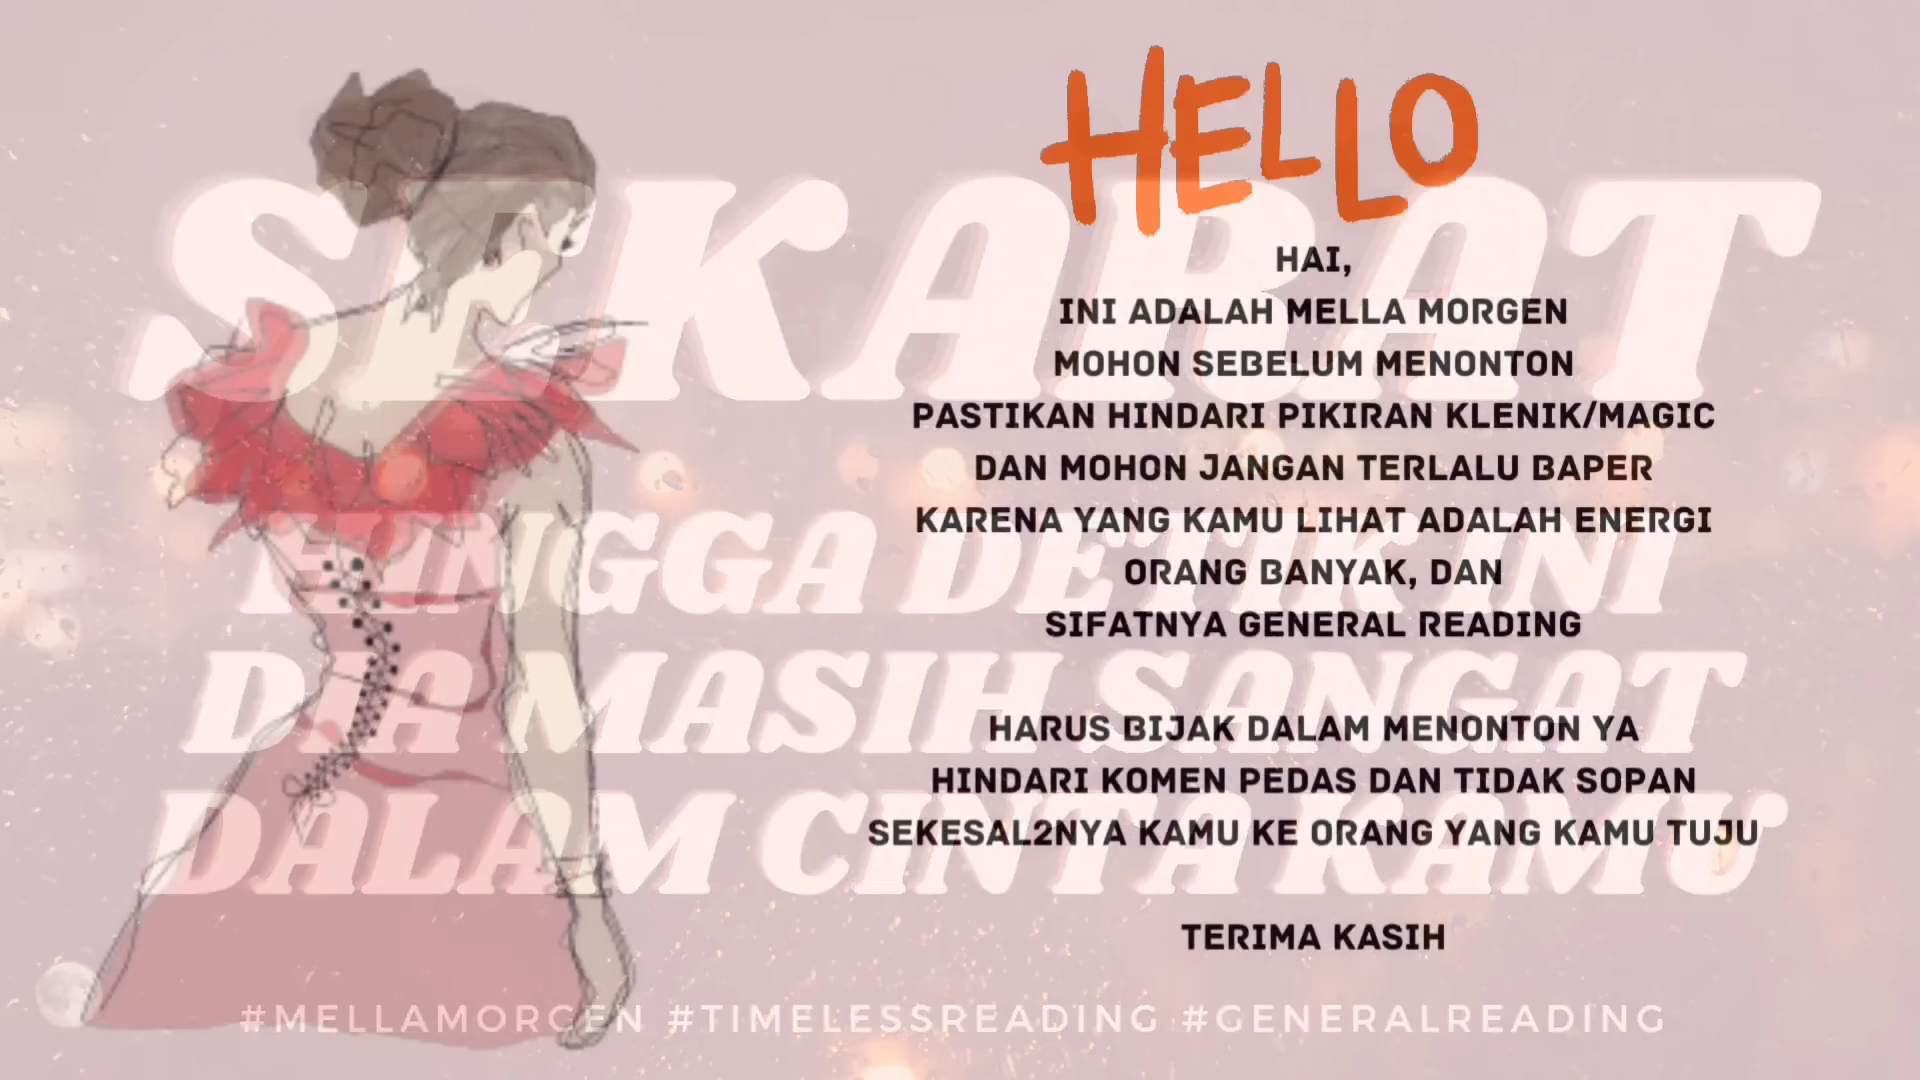 HELLO
HAI,
INI ADALAH MELLA MORGEN
MOHON SEBELUM MENONTON
PASTIKAN HINDARI PIKIRAN KLENIK/MAGIC
DAN MOHON JANGAN TERLALU BAPER
KARENA YANG KAMU LIHAT ADALAH ENERGI
ORANG BANYAK, DAN
SIFATNYA GENERAL READING
HARUS BIJAK DALAM MENONTON YA
HINDARI KOMEN PEDAS DAN TIDAK SOPAN
SEKESAL2NYA KAMU KE ORANG YANG KAMU TUJU
TERIMA KASIH
SEKARAT
HINGGA DETIK INI
DIA MASIH SANGAT
DALAM CINTA KAMU
#MELLAMORGEN #TIMELESSREADING #GENERALREADING